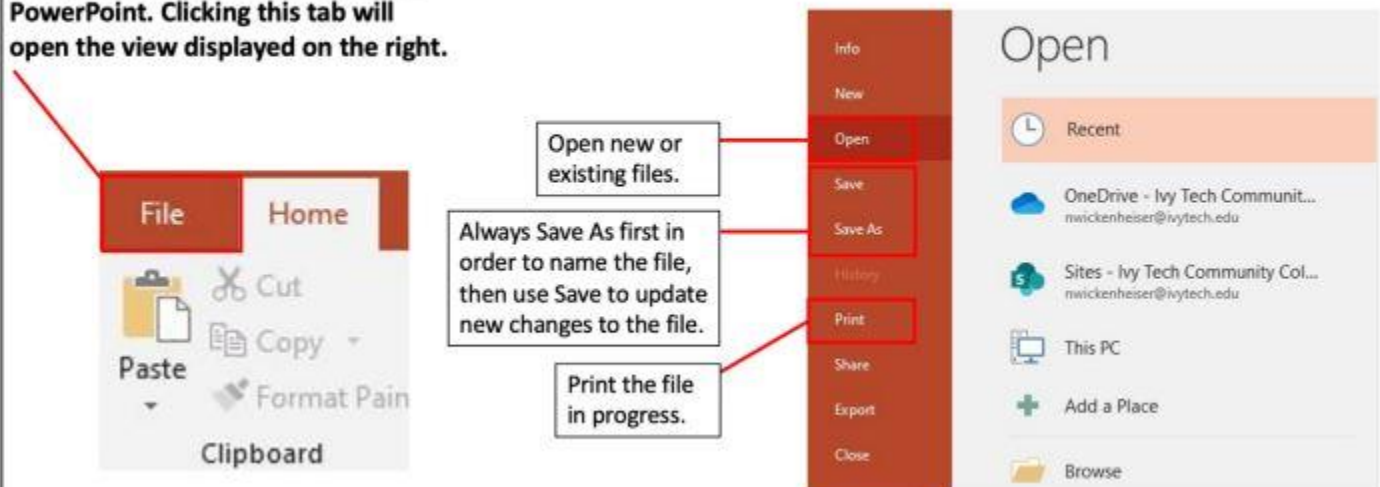 PowerPoint. Clicking this tab will
open the view displayed on the right.
File
Home
Cut
Copy
Paste
Format Pain
Clipboard
Open new or
existing files.
Always Save As first in
order to name the file,
then use Save to update
new changes to the file.
Print the file
in progress.
Info
New
Open
Save
Save As
History
Print
Share
Export
Close
Open
Recent
OneDrive - Ivy Tech Communit...
nwickenheiser@ivytech.edu
Sites - Ivy Tech Community Col...
nwickenheiser@ivytech.edu
This PC
Add a Place
Browse